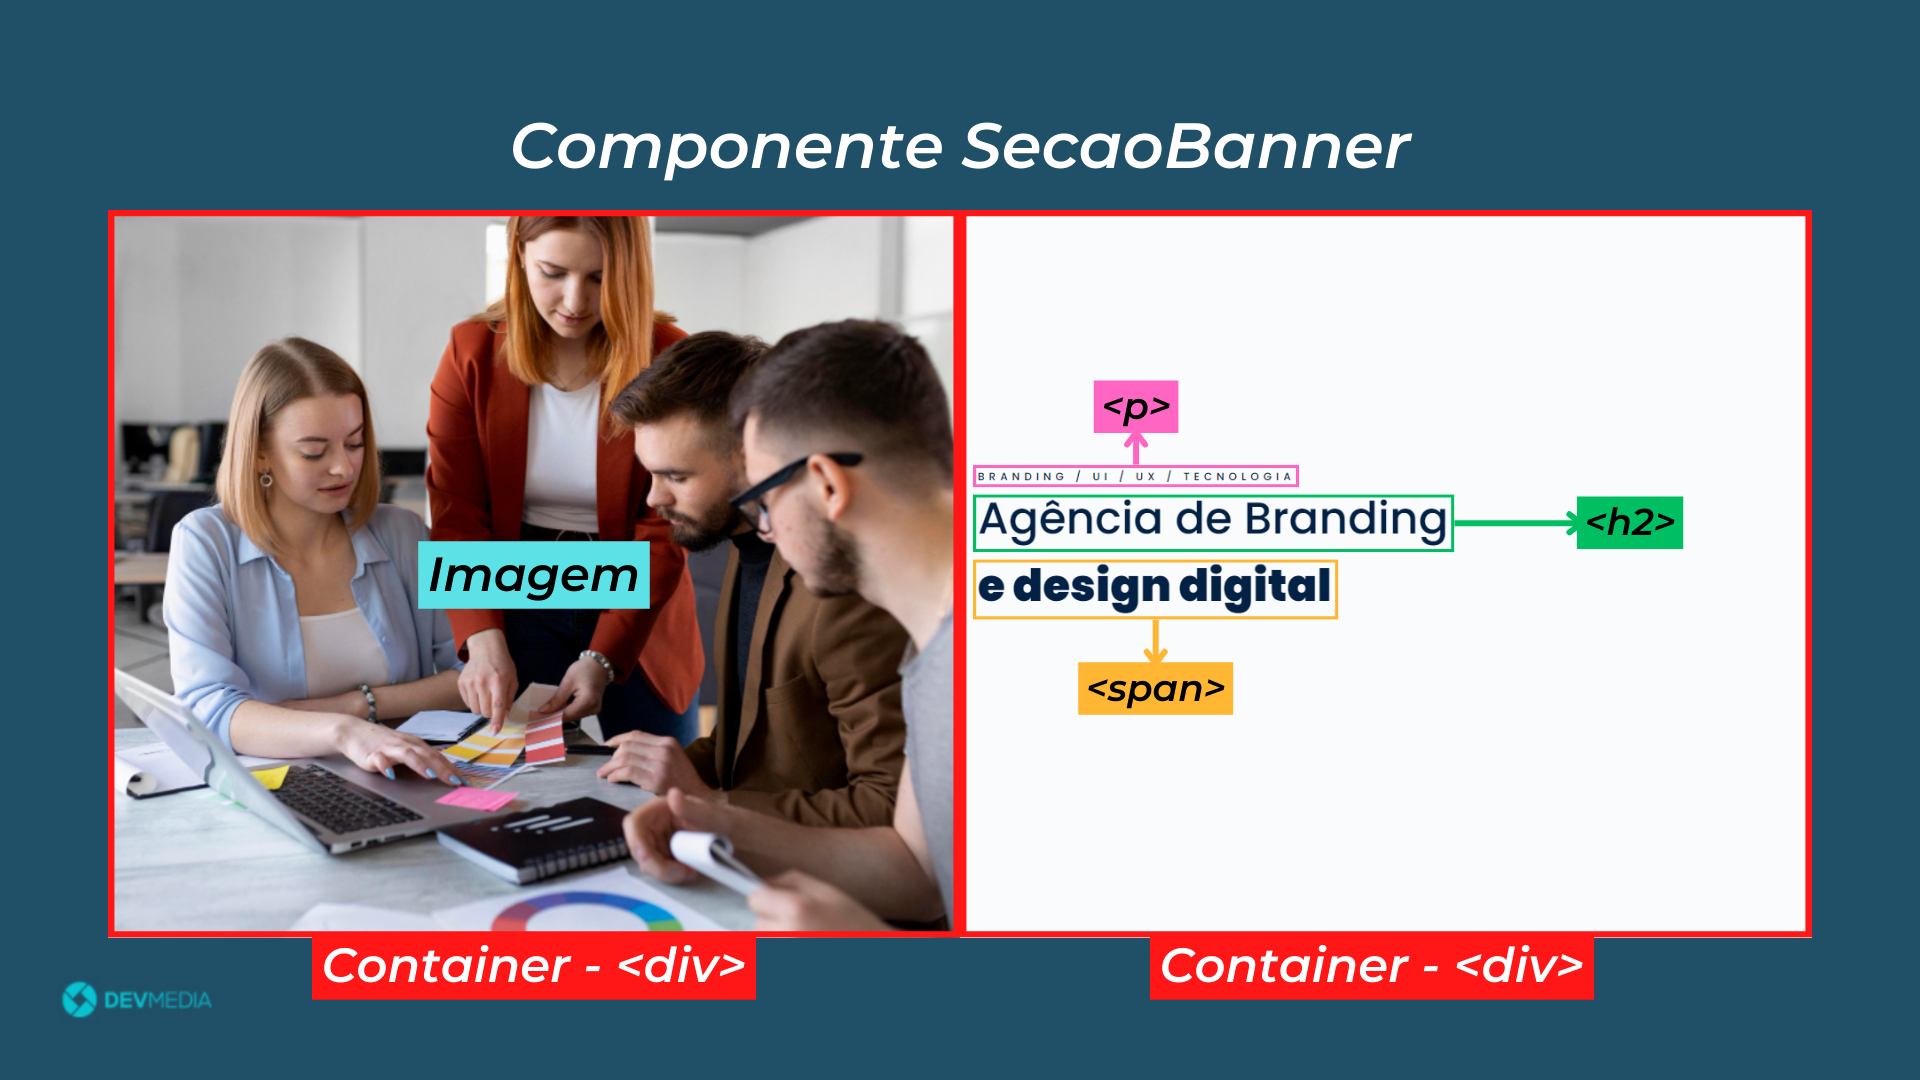 Componente SecaoBanner
Imagem
<p>
BRANDING / UI / UX / TECNOLOGIA
Agência de Branding
<h2>
e design digital
<span>
Container - <div>
Container - <div>
DEVMEDIA